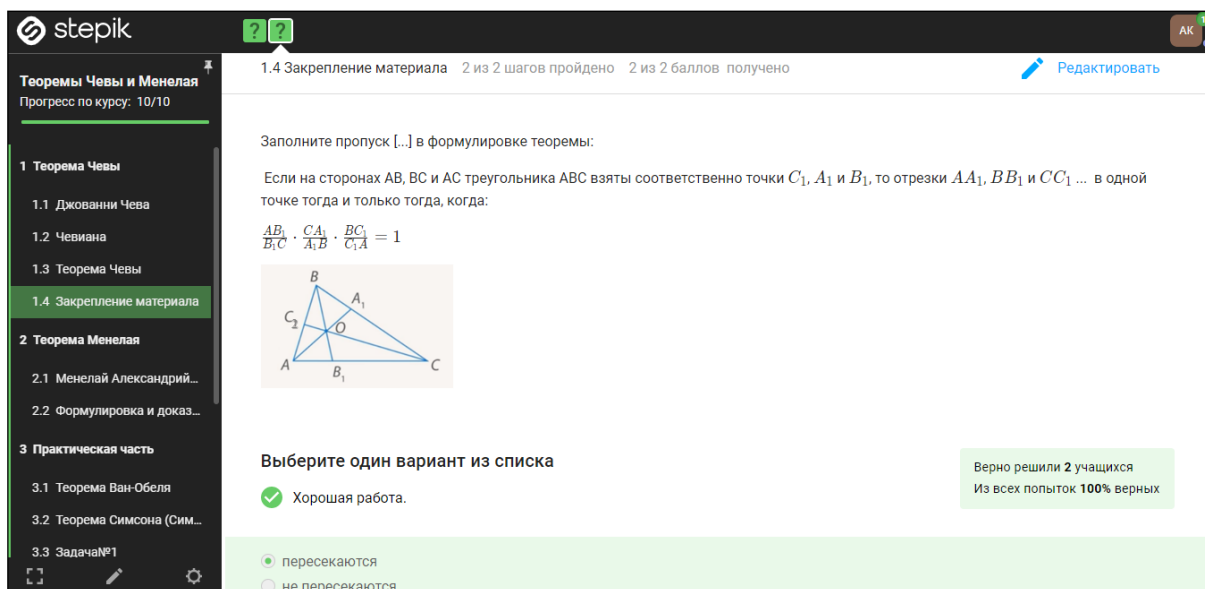 stepik
? ?
АК
1
Теоремы Чевы и Менелая
Прогресс по курсу: 10/10
1 Теорема Чевы
1.1 Джованни Чева
1.2 Чевиана
1.3 Теорема Чевы
1.4 Закрепление материала
2 Теорема Менелая
2.1 Менелай Александрий...
2.2 Формулировка и доказ...
3 Практическая часть
3.1 Теорема Ван-Обеля
3.2 Теорема Симсона (Сим...
3.3 Задача№1
1.4 Закрепление материала 2 из 2 шагов пройдено 2 из 2 баллов получено
Редактировать
Заполните пропуск [...] в формулировке теоремы:
Если на сторонах АВ, ВС и АС треугольника АВС взяты соответственно точки C₁, A₁ и B₁, то отрезки AA₁, BB₁ и CC₁ ... в одной
точке тогда и только тогда, когда:
AB₁/B₁C · CA₁/A₁B · BC₁/C₁A = 1
B
A₁
C₂
O
A
B₁
C
Выберите один вариант из списка
Хорошая работа.
Верно решили 2 учащихся
Из всех попыток 100% верных
пересекаются
не пересекаются